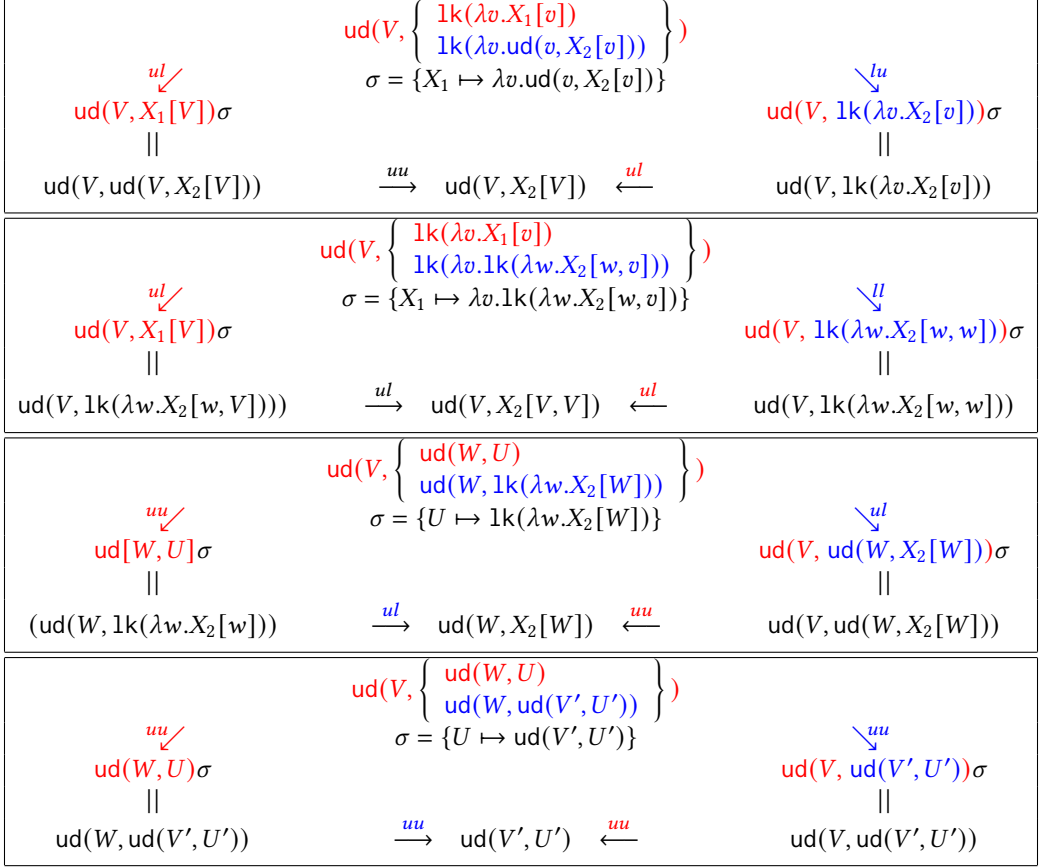 ud(V, { lk(λv.X₁[v])
lk(λv.ud(v, X₂[v])) } )
σ = {X₁ ↦ λv.ud(v, X₂[v])}
ul ↙ ↘ lu
ud(V, X₁[V])σ ud(V, lk(λv.X₂[v]))σ
|| ||
ud(V, ud(V, X₂[V])) uu ⟶ ud(V, X₂[V]) ul ⟵ ud(V, lk(λv.X₂[v]))
ud(V, { lk(λv.X₁[v])
lk(λv.lk(λw.X₂[w, v])) } )
σ = {X₁ ↦ λv.lk(λw.X₂[w, v])}
ul ↙ ↘ ll
ud(V, X₁[V])σ ud(V, lk(λw.X₂[w, w]))σ
|| ||
ud(V, lk(λw.X₂[w, V]))) ul ⟶ ud(V, X₂[V, V]) ul ⟵ ud(V, lk(λw.X₂[w, w]))
ud(V, { ud(W, U)
ud(W, lk(λw.X₂[W])) } )
σ = {U ↦ lk(λw.X₂[W])}
uu ↙ ↘ ul
ud[W, U]σ ud(V, ud(W, X₂[W]))σ
|| ||
(ud(W, lk(λw.X₂[w])) ul ⟶ ud(W, X₂[W]) uu ⟵ ud(V, ud(W, X₂[W]))
ud(V, { ud(W, U)
ud(W, ud(V′, U′)) } )
σ = {U ↦ ud(V′, U′)}
uu ↙ ↘ uu
ud(W, U)σ ud(V, ud(V′, U′))σ
|| ||
ud(W, ud(V′, U′)) uu ⟶ ud(V′, U′) uu ⟵ ud(V, ud(V′, U′))